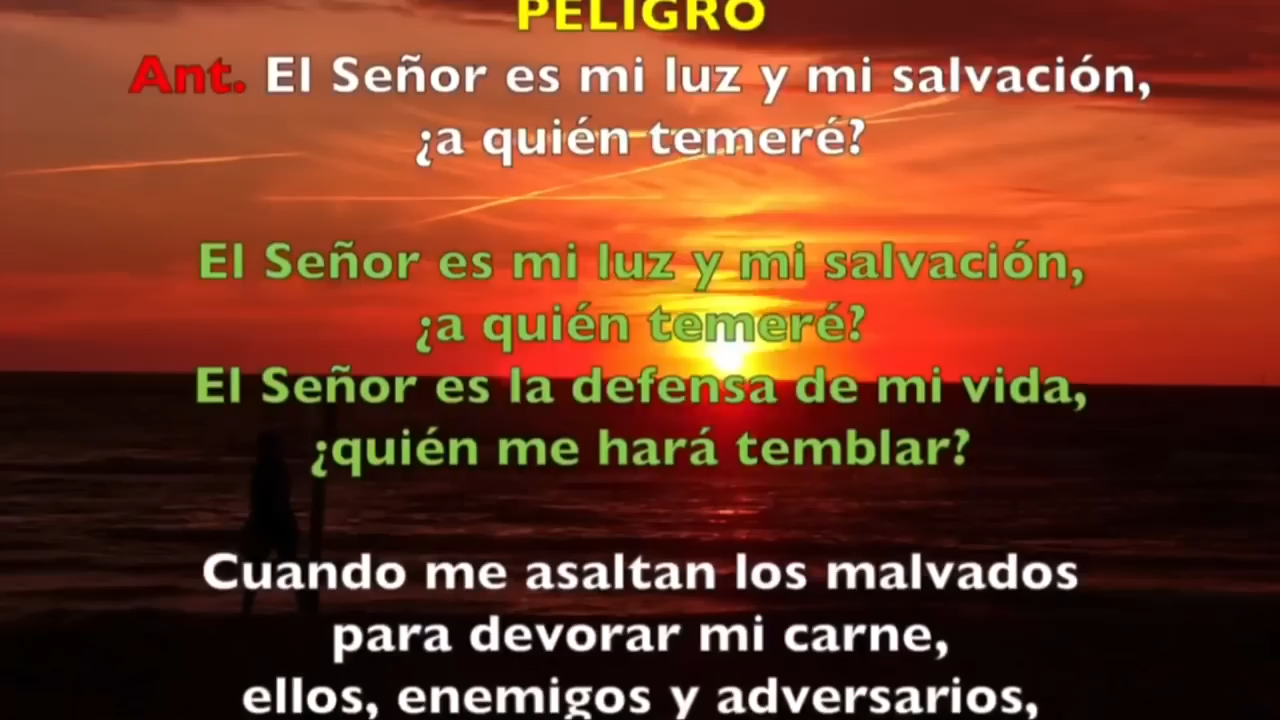 PELIGRO
Ant. El Señor es mi luz y mi salvación,
¿a quién temeré?
El Señor es mi luz y mi salvación,
¿a quién temeré?
El Señor es la defensa de mi vida,
¿quién me hará temblar?
Cuando me asaltan los malvados
para devorar mi carne,
ellos, enemigos y adversarios,